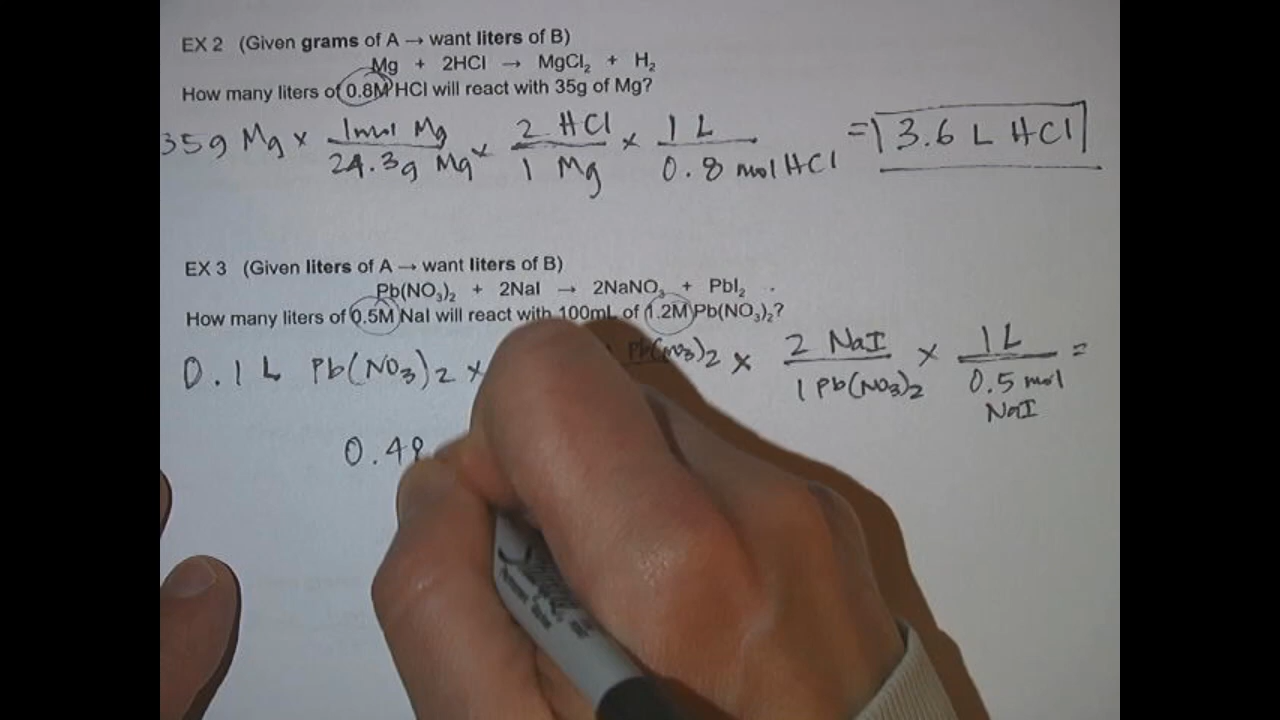 EX 2 (Given grams of A → want liters of B)
Mg + 2HCl → MgCl₂ + H₂
How many liters of 0.8M HCl will react with 35g of Mg?
35g Mg × 1mol Mg × 2 HCl × 1 L = 3.6 L HCl
24.3g Mg 1 Mg 0.8 mol HCl
EX 3 (Given liters of A → want liters of B)
Pb(NO₃)₂ + 2NaI → 2NaNO₃ + PbI₂
How many liters of 0.5M NaI will react with 100mL of 1.2M Pb(NO₃)₂?
0.1 L Pb(NO₃)₂ × Pb(NO₃)₂ × 2 NaI × 1L =
1 Pb(NO₃)₂ 0.5 mol
NaI
0.48